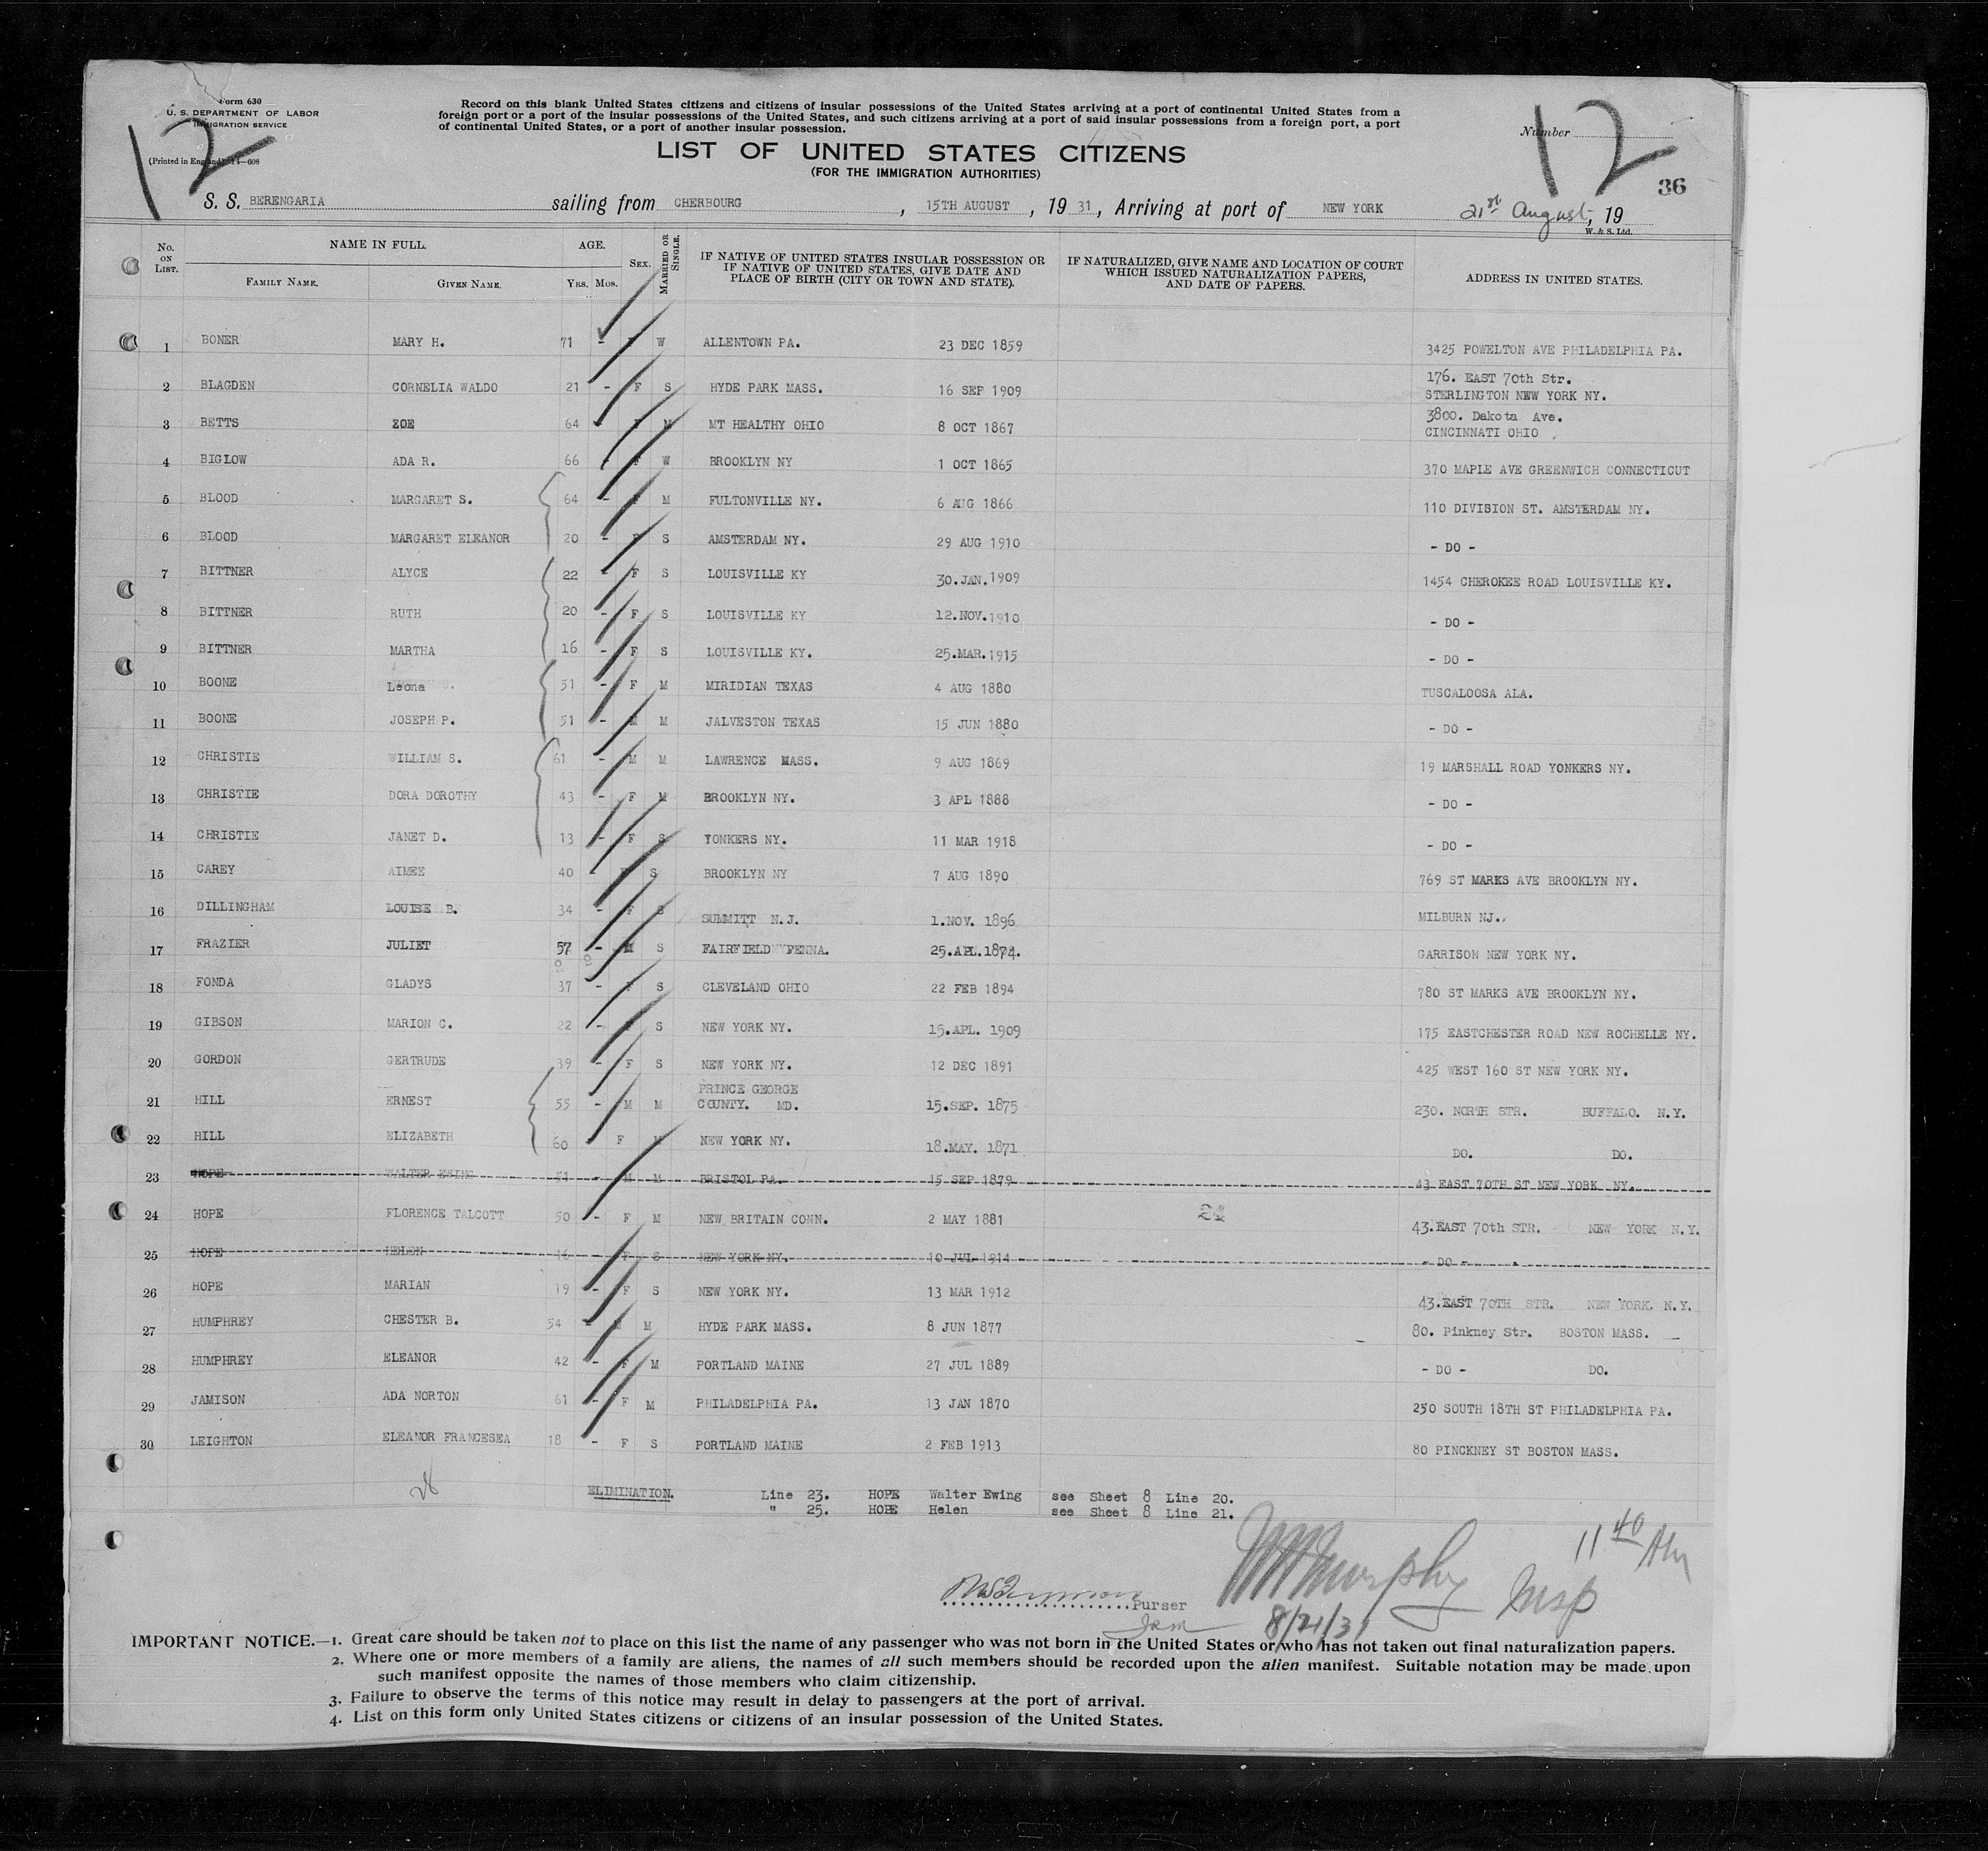 Form 630
U. S. DEPARTMENT OF LABOR
IMMIGRATION SERVICE
(Printed in England) 14—608
12
Record on this blank United States citizens and citizens of insular possessions of the United States arriving at a port of continental United States from a
foreign port or a port of the insular possessions of the United States, and such citizens arriving at a port of said insular possessions from a foreign port, a port
of continental United States, or a port of another insular possession.
LIST OF UNITED STATES CITIZENS
(FOR THE IMMIGRATION AUTHORITIES)
Number
12
36
S. S. BERENGARIA sailing from CHERBOURG , 15TH AUGUST , 19 31, Arriving at port of NEW YORK 21st August, 19
W. & S. Ltd.
No. ON LIST. NAME IN FULL. FAMILY NAME. GIVEN NAME. AGE. YRS. MOS. SEX. MARRIED OR SINGLE. IF NATIVE OF UNITED STATES INSULAR POSSESSION OR IF NATIVE OF UNITED STATES, GIVE DATE AND PLACE OF BIRTH (CITY OR TOWN AND STATE). IF NATURALIZED, GIVE NAME AND LOCATION OF COURT WHICH ISSUED NATURALIZATION PAPERS, AND DATE OF PAPERS. ADDRESS IN UNITED STATES.
1 BONER MARY H. 71 - F W ALLENTOWN PA. 23 DEC 1859 3425 POWELTON AVE PHILADELPHIA PA.
2 BLAGDEN CORNELIA WALDO 21 - F S HYDE PARK MASS. 16 SEP 1909 176. EAST 70th Str. STERLINGTON NEW YORK NY.
3 BETTS ZOE 64 - F M MT HEALTHY OHIO 8 OCT 1867 3800. Dakota Ave. CINCINNATI OHIO .
4 BIGLOW ADA R. 66 - F W BROOKLYN NY 1 OCT 1865 370 MAPLE AVE GREENWICH CONNECTICUT
5 BLOOD MARGARET S. 64 - F M FULTONVILLE NY. 6 AUG 1866 110 DIVISION ST. AMSTERDAM NY.
6 BLOOD MARGARET ELEANOR 20 - F S AMSTERDAM NY. 29 AUG 1910 - DO -
7 BITTNER ALYCE 22 - F S LOUISVILLE KY 30.JAN.1909 1454 CHEROKEE ROAD LOUISVILLE KY.
8 BITTNER RUTH 20 - F S LOUISVILLE KY 12.NOV.1910 - DO -
9 BITTNER MARTHA 16 - F S LOUISVILLE KY. 25.MAR.1915 - DO -
10 BOONE Leona 51 - F M MIRIDIAN TEXAS 4 AUG 1880 TUSCALOOSA ALA.
11 BOONE JOSEPH P. 51 - M M JALVESTON TEXAS 15 JUN 1880 - DO -
12 CHRISTIE WILLIAM S. 61 - M M LAWRENCE MASS. 9 AUG 1869 19 MARSHALL ROAD YONKERS NY.
13 CHRISTIE DORA DOROTHY 43 - F M BROOKLYN NY. 3 APL 1888 - DO -
14 CHRISTIE JANET D. 13 - F S YONKERS NY. 11 MAR 1918 - DO -
15 CAREY AIMEE 40 - F S BROOKLYN NY 7 AUG 1890 769 ST MARKS AVE BROOKLYN NY.
16 DILLINGHAM LOUISE B. 34 - F S SUMMITT N.J. 1.NOV. 1896 MILBURN NJ.
17 FRAZIER JULIET 57 - M S FAIRFIELD PENNA. 25.APL.1874. GARRISON NEW YORK NY.
18 FONDA GLADYS 37 - F S CLEVELAND OHIO 22 FEB 1894 780 ST MARKS AVE BROOKLYN NY.
19 GIBSON MARION C. 22 - F S NEW YORK NY. 15.APL. 1909 175 EASTCHESTER ROAD NEW ROCHELLE NY.
20 GORDON GERTRUDE 39 - F S NEW YORK NY. 12 DEC 1891 425 WEST 160 ST NEW YORK NY.
21 HILL ERNEST 55 - M M PRINCE GEORGE COUNTY. MD. 15.SEP. 1875 230. NORTH STR. BUFFALO. N.Y.
22 HILL ELIZABETH 60 - F M NEW YORK NY. 18.MAY. 1871 DO. DO.
23 HOPE WALTER EWING 51 - M M BRISTOL PA. 15 SEP 1879 43 EAST 70TH ST NEW YORK NY.
24 HOPE FLORENCE TALCOTT 50 - F M NEW BRITAIN CONN. 2 MAY 1881 43.EAST 70th STR. NEW YORK N.Y.
25 HOPE HELEN 16 - F S NEW YORK NY. 10 JUL 1914 - DO -
26 HOPE MARIAN 19 - F S NEW YORK NY. 13 MAR 1912 43.EAST 70TH STR. NEW YORK. N.Y.
27 HUMPHREY CHESTER B. 54 - M M HYDE PARK MASS. 8 JUN 1877 80. Pinkney Str. BOSTON MASS.
28 HUMPHREY ELEANOR 42 - F M PORTLAND MAINE 27 JUL 1889 - DO - DO.
29 JAMISON ADA NORTON 61 - F M PHILADELPHIA PA. 13 JAN 1870 250 SOUTH 18TH ST PHILADELPHIA PA.
30 LEIGHTON ELEANOR FRANCESEA 18 - F S PORTLAND MAINE 2 FEB 1913 80 PINCKNEY ST BOSTON MASS.
28
ELIMINATION. Line 23. HOPE Walter Ewing see Sheet 8 Line 20.
" 25. HOPE Helen see Sheet 8 Line 21.
11 40 AM
Murphy Insp
Purser
8/21/31
IMPORTANT NOTICE.—1. Great care should be taken not to place on this list the name of any passenger who was not born in the United States or who has not taken out final naturalization papers.
2. Where one or more members of a family are aliens, the names of all such members should be recorded upon the alien manifest. Suitable notation may be made upon
such manifest opposite the names of those members who claim citizenship.
3. Failure to observe the terms of this notice may result in delay to passengers at the port of arrival.
4. List on this form only United States citizens or citizens of an insular possession of the United States.